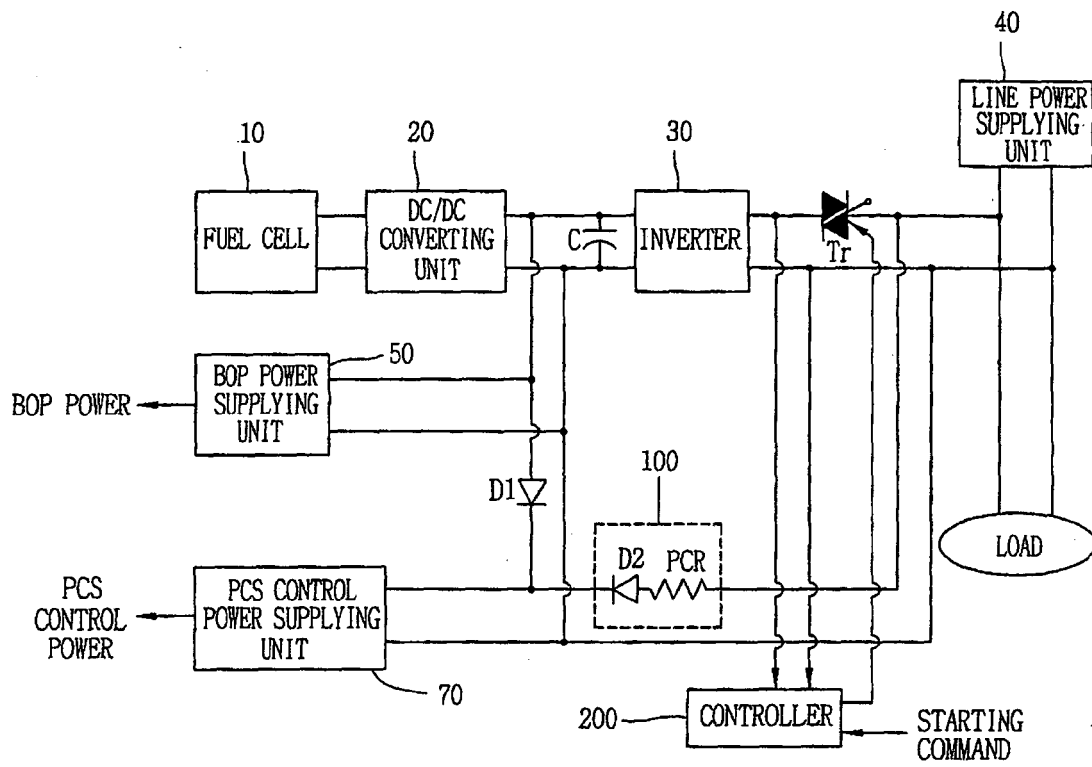 40
LINE POWER
SUPPLYING
UNIT
10
20
30
FUEL CELL
DC/DC
CONVERTING
UNIT
C
INVERTER
Tr
50
BOP POWER
BOP POWER
SUPPLYING
UNIT
D1
100
D2
PCR
LOAD
PCS
CONTROL
POWER
PCS CONTROL
POWER SUPPLYING
UNIT
70
200
CONTROLLER
STARTING
COMMAND